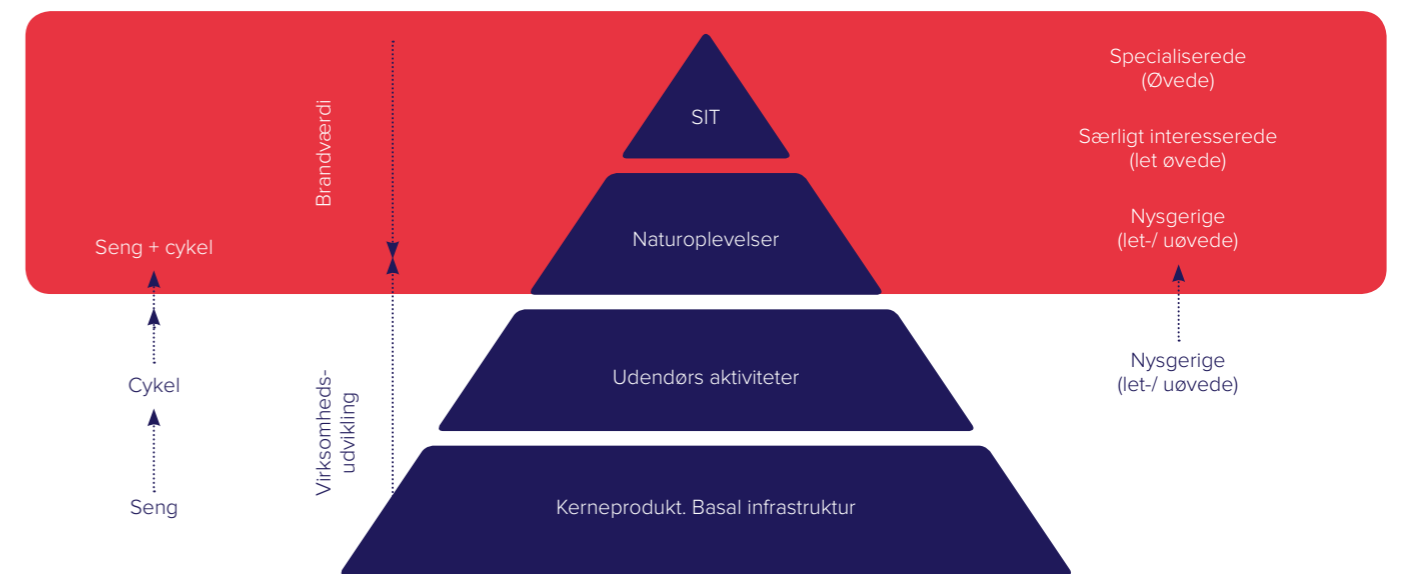 Specialiserede
(Øvede)
SIT
Brandværdi
Særligt interesserede
(let øvede)
Nysgerige
(let-/ uøvede)
Naturoplevelser
Seng + cykel
Udendørs aktiviteter
Nysgerige
(let-/ uøvede)
Cykel
Virksomheds-
udvikling
Seng
Kerneprodukt. Basal infrastruktur